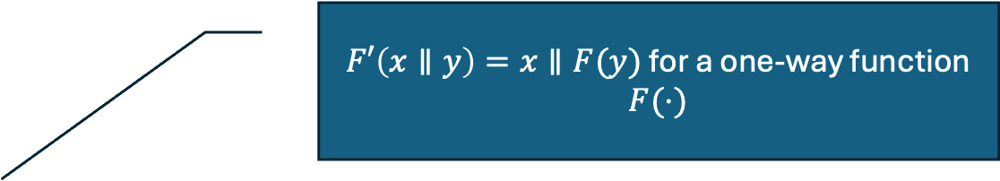 F′(x ∥ y) = x ∥ F(y) for a one-way function
F(·)